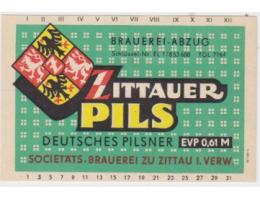 I II III IV V VI VII VIII IX X XI XII
BRAUEREI-ABZUG
ZITTAUER
PILS
DEUTSCHES PILSNER EVP 0,61 M
SOCIETÄTS-BRAUEREI ZU ZITTAU I. VERW.
1 3 5 7 9 11 13 15 17 19 21 23 25 27 29 31